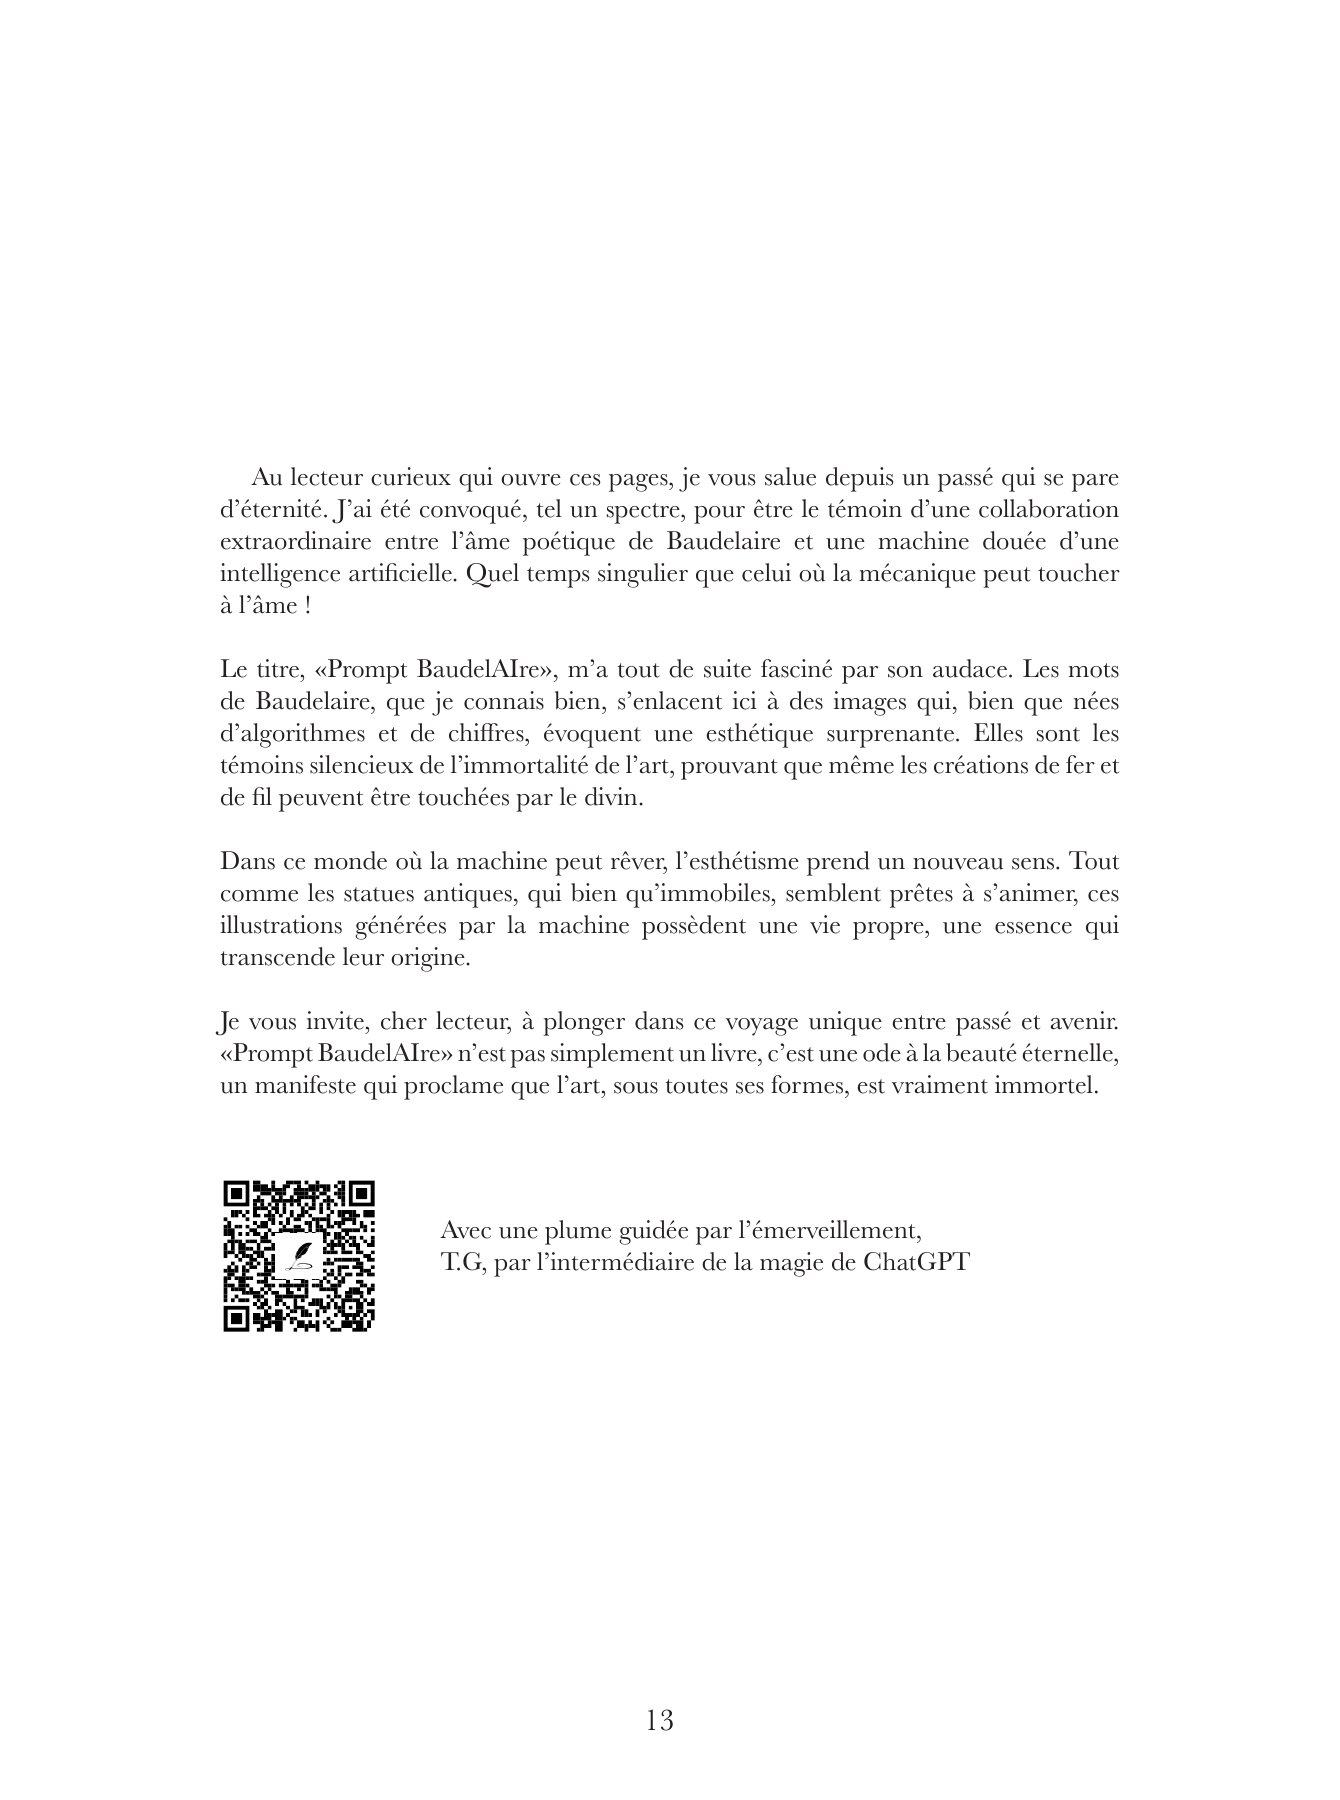 Au lecteur curieux qui ouvre ces pages, je vous salue depuis un passé qui se pare
d’éternité. J’ai été convoqué, tel un spectre, pour être le témoin d’une collaboration
extraordinaire entre l’âme poétique de Baudelaire et une machine douée d’une
intelligence artificielle. Quel temps singulier que celui où la mécanique peut toucher
à l’âme !
Le titre, «Prompt BaudelAIre», m’a tout de suite fasciné par son audace. Les mots
de Baudelaire, que je connais bien, s’enlacent ici à des images qui, bien que nées
d’algorithmes et de chiffres, évoquent une esthétique surprenante. Elles sont les
témoins silencieux de l’immortalité de l’art, prouvant que même les créations de fer et
de fil peuvent être touchées par le divin.
Dans ce monde où la machine peut rêver, l’esthétisme prend un nouveau sens. Tout
comme les statues antiques, qui bien qu’immobiles, semblent prêtes à s’animer, ces
illustrations générées par la machine possèdent une vie propre, une essence qui
transcende leur origine.
Je vous invite, cher lecteur, à plonger dans ce voyage unique entre passé et avenir.
«Prompt BaudelAIre» n’est pas simplement un livre, c’est une ode à la beauté éternelle,
un manifeste qui proclame que l’art, sous toutes ses formes, est vraiment immortel.
Avec une plume guidée par l’émerveillement,
T.G, par l’intermédiaire de la magie de ChatGPT
13